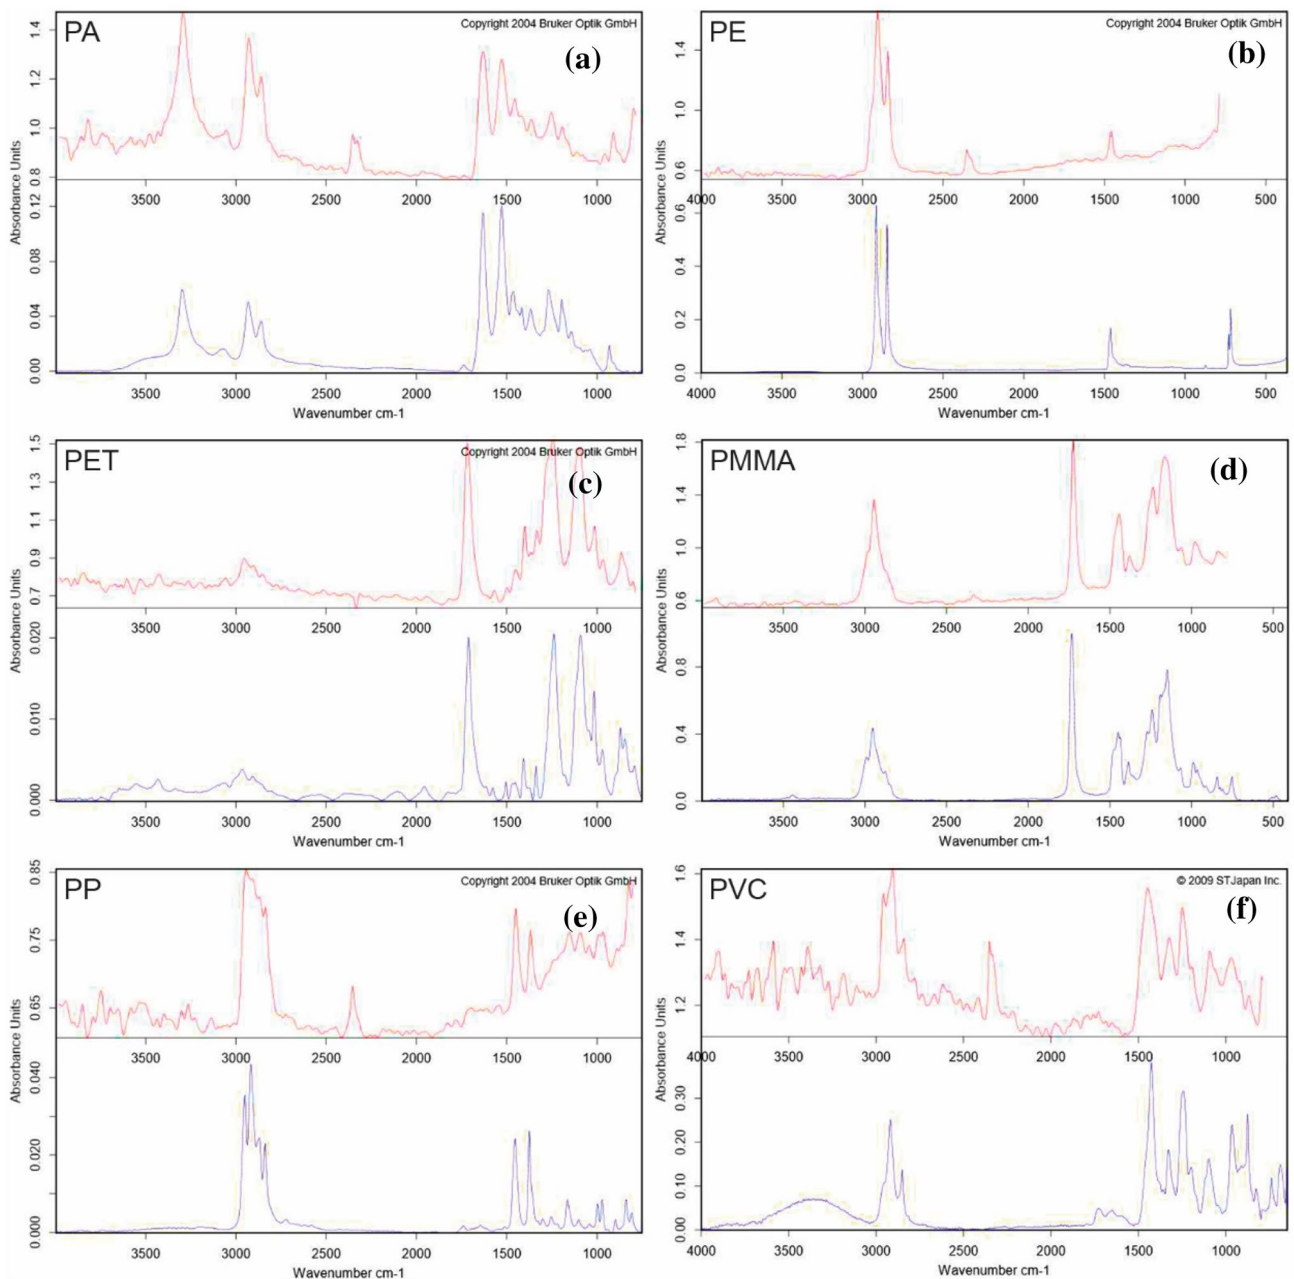 PA
Copyright 2004 Bruker Optik GmbH
(a)
Absorbance Units
1.4
1.2
1.0
0.8
3500 3000 2500 2000 1500 1000
0.12
0.08
0.04
0.00
3500 3000 2500 2000 1500 1000
Wavenumber cm-1
PE
Copyright 2004 Bruker Optik GmbH
(b)
Absorbance Units
1.4
1.0
0.6
4000 3500 3000 2500 2000 1500 1000 500
0.6
0.4
0.2
0.0
4000 3500 3000 2500 2000 1500 1000 500
Wavenumber cm-1
PET
Copyright 2004 Bruker Optik GmbH
(c)
Absorbance Units
1.5
1.3
1.1
0.9
0.7
3500 3000 2500 2000 1500 1000
0.020
0.010
0.000
3500 3000 2500 2000 1500 1000
Wavenumber cm-1
PMMA
(d)
Absorbance Units
1.8
1.4
1.0
0.6
3500 3000 2500 2000 1500 1000 500
0.8
0.4
0.0
3500 3000 2500 2000 1500 1000 500
Wavenumber cm-1
PP
Copyright 2004 Bruker Optik GmbH
(e)
Absorbance Units
0.85
0.75
0.65
3500 3000 2500 2000 1500 1000
0.040
0.020
0.000
3500 3000 2500 2000 1500 1000
Wavenumber cm-1
PVC
© 2009 STJapan Inc.
(f)
Absorbance Units
1.6
1.4
1.2
4000 3500 3000 2500 2000 1500 1000
0.30
0.20
0.10
0.00
4000 3500 3000 2500 2000 1500 1000
Wavenumber cm-1